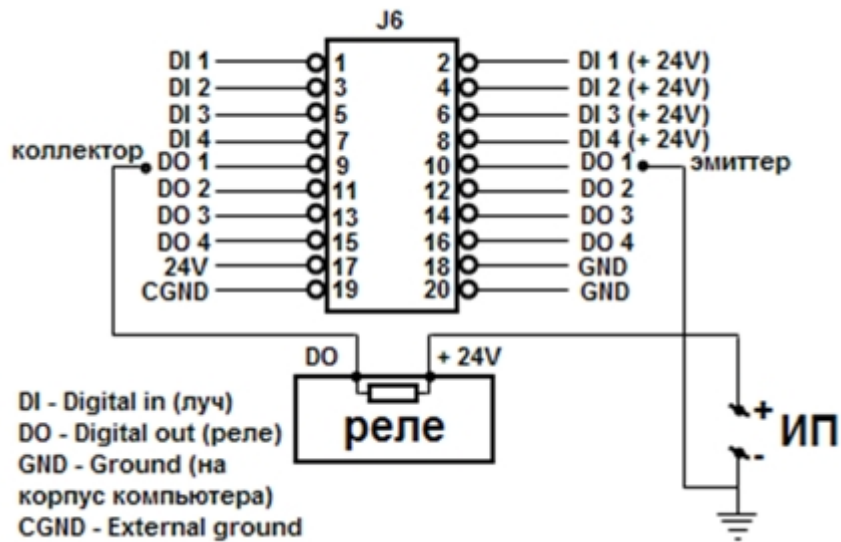 J6
DI 1 1 2 DI 1 (+ 24V)
DI 2 3 4 DI 2 (+ 24V)
DI 3 5 6 DI 3 (+ 24V)
DI 4 7 8 DI 4 (+ 24V)
коллектор DO 1 9 10 DO 1 эмиттер
DO 2 11 12 DO 2
DO 3 13 14 DO 3
DO 4 15 16 DO 4
24V 17 18 GND
CGND 19 20 GND
DO + 24V
реле
+ ИП
-
DI - Digital in (луч)
DO - Digital out (реле)
GND - Ground (на
корпус компьютера)
CGND - External ground